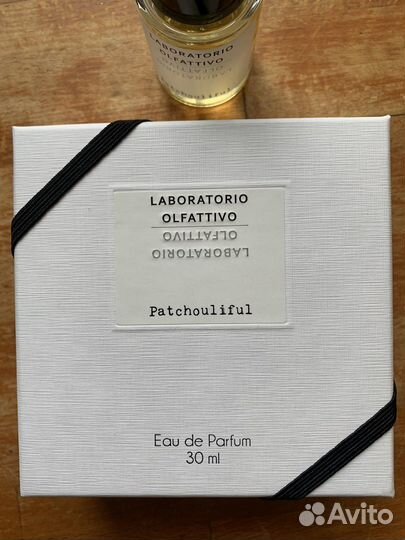 LABORATORIO
OLFATTIVO
LABORATORIO
OLFATTIVO
OLFATTIVO
LABORATORIO
Patchouliful
Eau de Parfum
30 ml
Avito